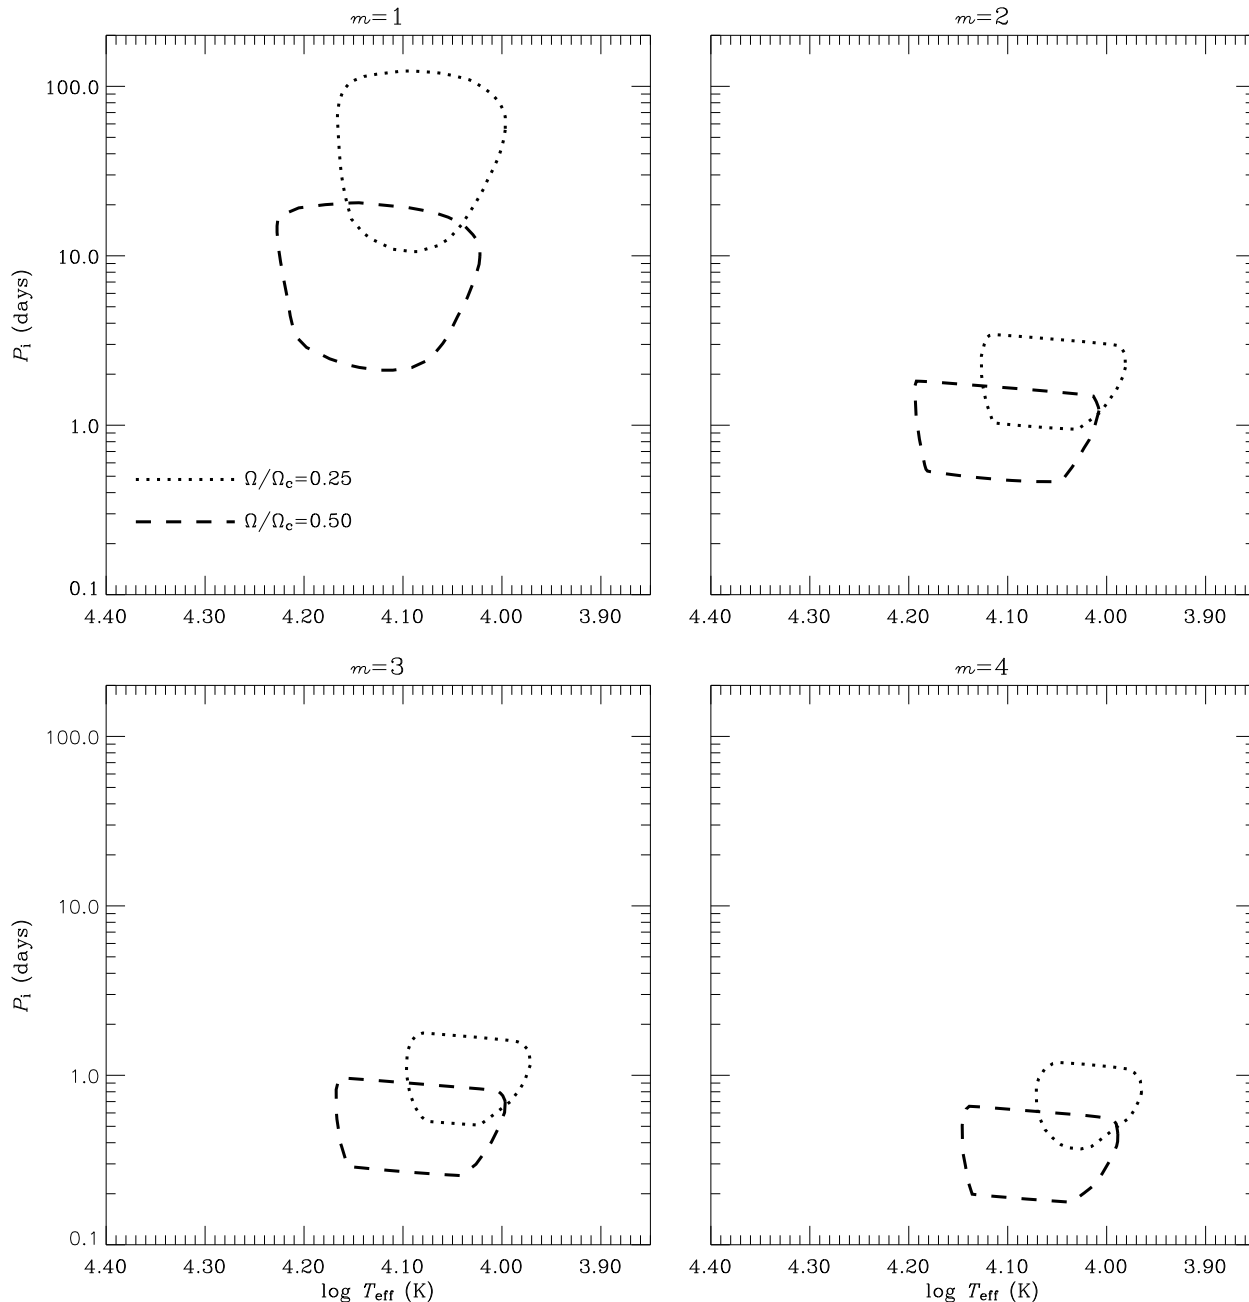 m=1
m=2
100.0
10.0
1.0
0.1
P_i (days)
Ω/Ω_c=0.25
Ω/Ω_c=0.50
4.40 4.30 4.20 4.10 4.00 3.90
4.40 4.30 4.20 4.10 4.00 3.90
m=3
m=4
100.0
10.0
1.0
0.1
P_i (days)
4.40 4.30 4.20 4.10 4.00 3.90
4.40 4.30 4.20 4.10 4.00 3.90
log T_eff (K)
log T_eff (K)